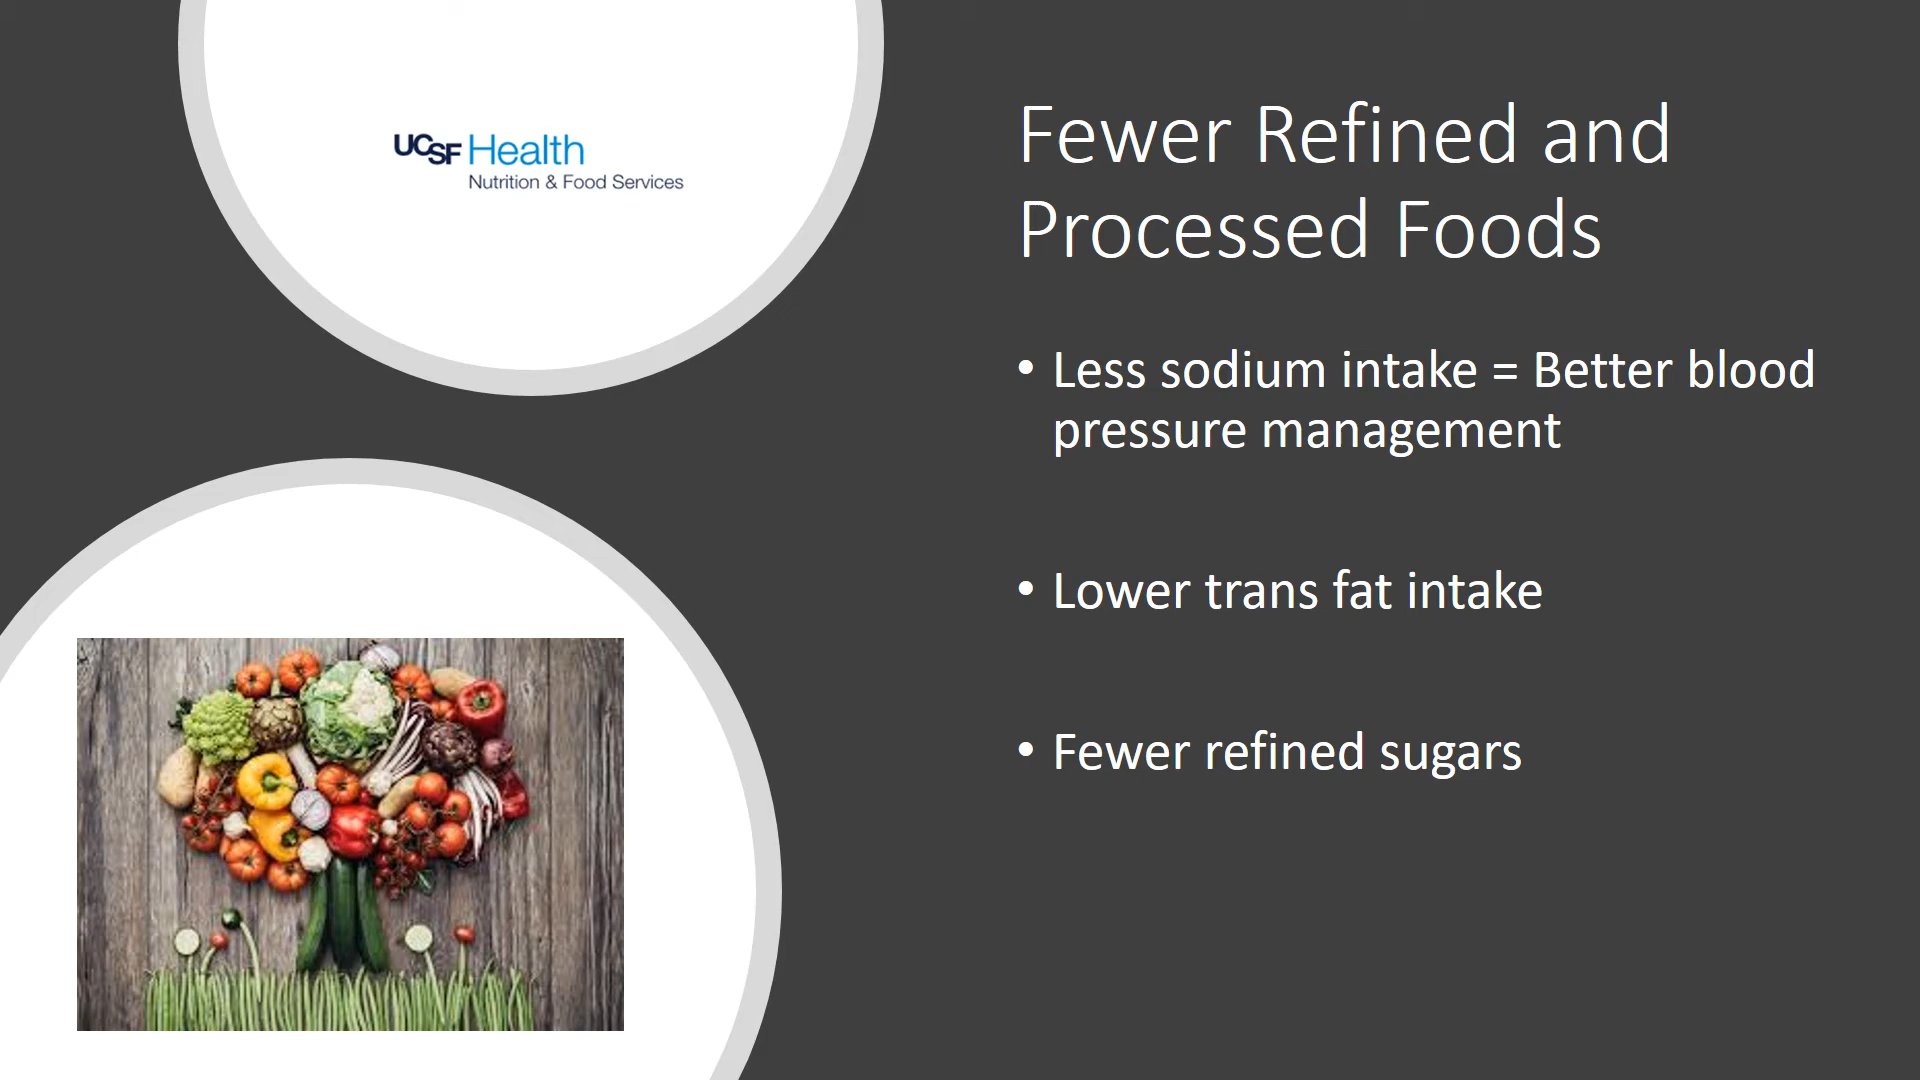 UCSF Health
Nutrition & Food Services
Fewer Refined and
Processed Foods
• Less sodium intake = Better blood
pressure management
• Lower trans fat intake
• Fewer refined sugars